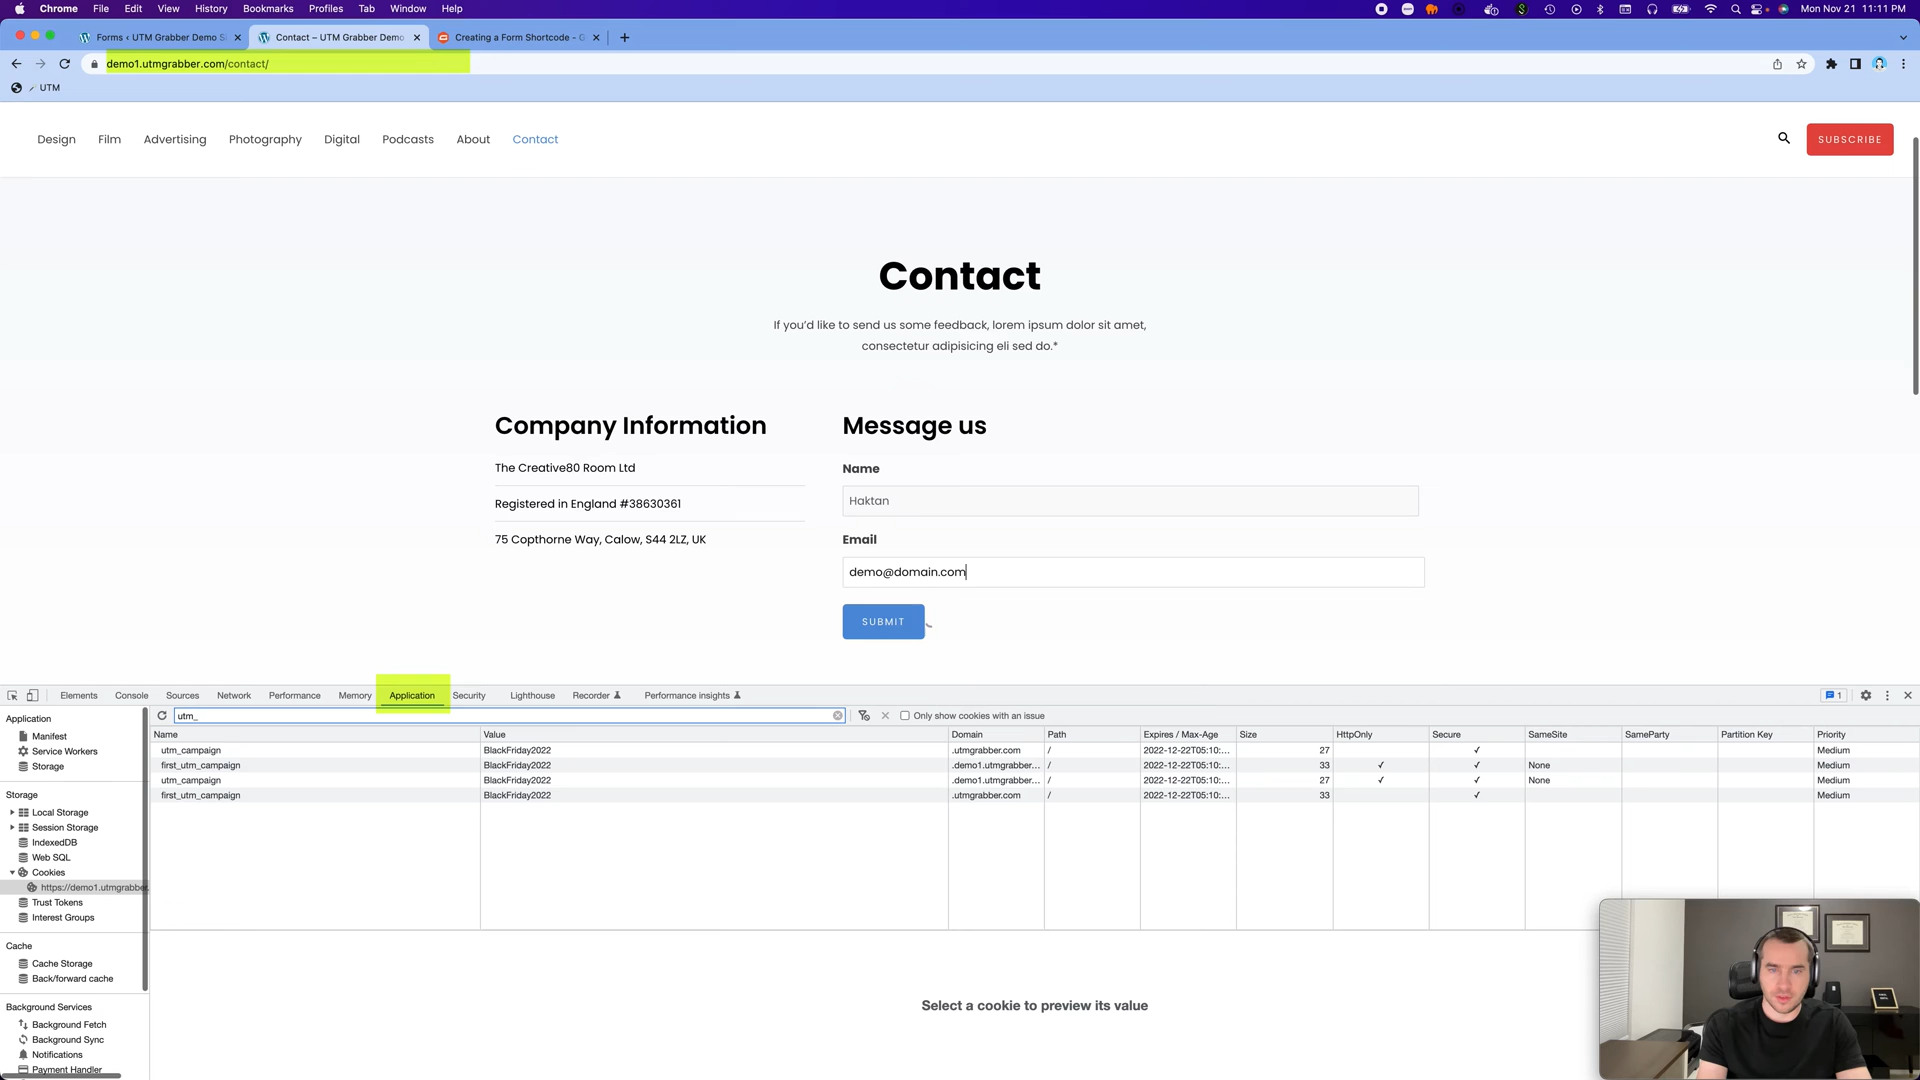 Chrome File Edit View History Bookmarks Profiles Tab Window Help Mon Nov 21 11:11 PM
Forms ‹ UTM Grabber Demo S Contact – UTM Grabber Demo Creating a Form Shortcode - G
demo1.utmgrabber.com/contact/
UTM
Design Film Advertising Photography Digital Podcasts About Contact SUBSCRIBE
Contact
If you'd like to send us some feedback, lorem ipsum dolor sit amet,
consectetur adipisicing eli sed do.*
Company Information
The Creative80 Room Ltd
Registered in England #38630361
75 Copthorne Way, Calow, S44 2LZ, UK
Message us
Name
Haktan
Email
demo@domain.com
SUBMIT
Elements Console Sources Network Performance Memory Application Security Lighthouse Recorder Performance insights 1
Application
Manifest
Service Workers
Storage
Storage
Local Storage
Session Storage
IndexedDB
Web SQL
Cookies
https://demo1.utmgrabber.
Trust Tokens
Interest Groups
Cache
Cache Storage
Back/forward cache
Background Services
Background Fetch
Background Sync
Notifications
Payment Handler
utm_ Only show cookies with an issue
Name Value Domain Path Expires / Max-Age Size HttpOnly Secure SameSite SameParty Partition Key Priority
utm_campaign BlackFriday2022 .utmgrabber.com / 2022-12-22T05:10:... 27 ✓ Medium
first_utm_campaign BlackFriday2022 .demo1.utmgrabber... / 2022-12-22T05:10:... 33 ✓ ✓ None Medium
utm_campaign BlackFriday2022 .demo1.utmgrabber... / 2022-12-22T05:10:... 27 ✓ ✓ None Medium
first_utm_campaign BlackFriday2022 .utmgrabber.com / 2022-12-22T05:10:... 33 ✓ Medium
Select a cookie to preview its value